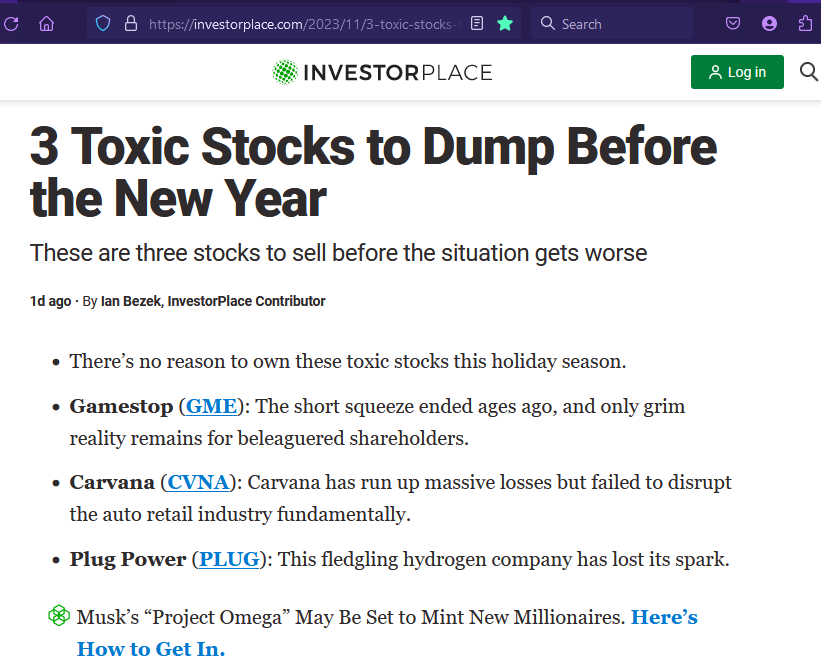 https://investorplace.com/2023/11/3-toxic-stocks-
Search
INVESTORPLACE
Log in
3 Toxic Stocks to Dump Before
the New Year
These are three stocks to sell before the situation gets worse
1d ago · By Ian Bezek, InvestorPlace Contributor
• There’s no reason to own these toxic stocks this holiday season.
• Gamestop (GME): The short squeeze ended ages ago, and only grim
reality remains for beleaguered shareholders.
• Carvana (CVNA): Carvana has run up massive losses but failed to disrupt
the auto retail industry fundamentally.
• Plug Power (PLUG): This fledgling hydrogen company has lost its spark.
Musk’s “Project Omega” May Be Set to Mint New Millionaires. Here’s
How to Get In.